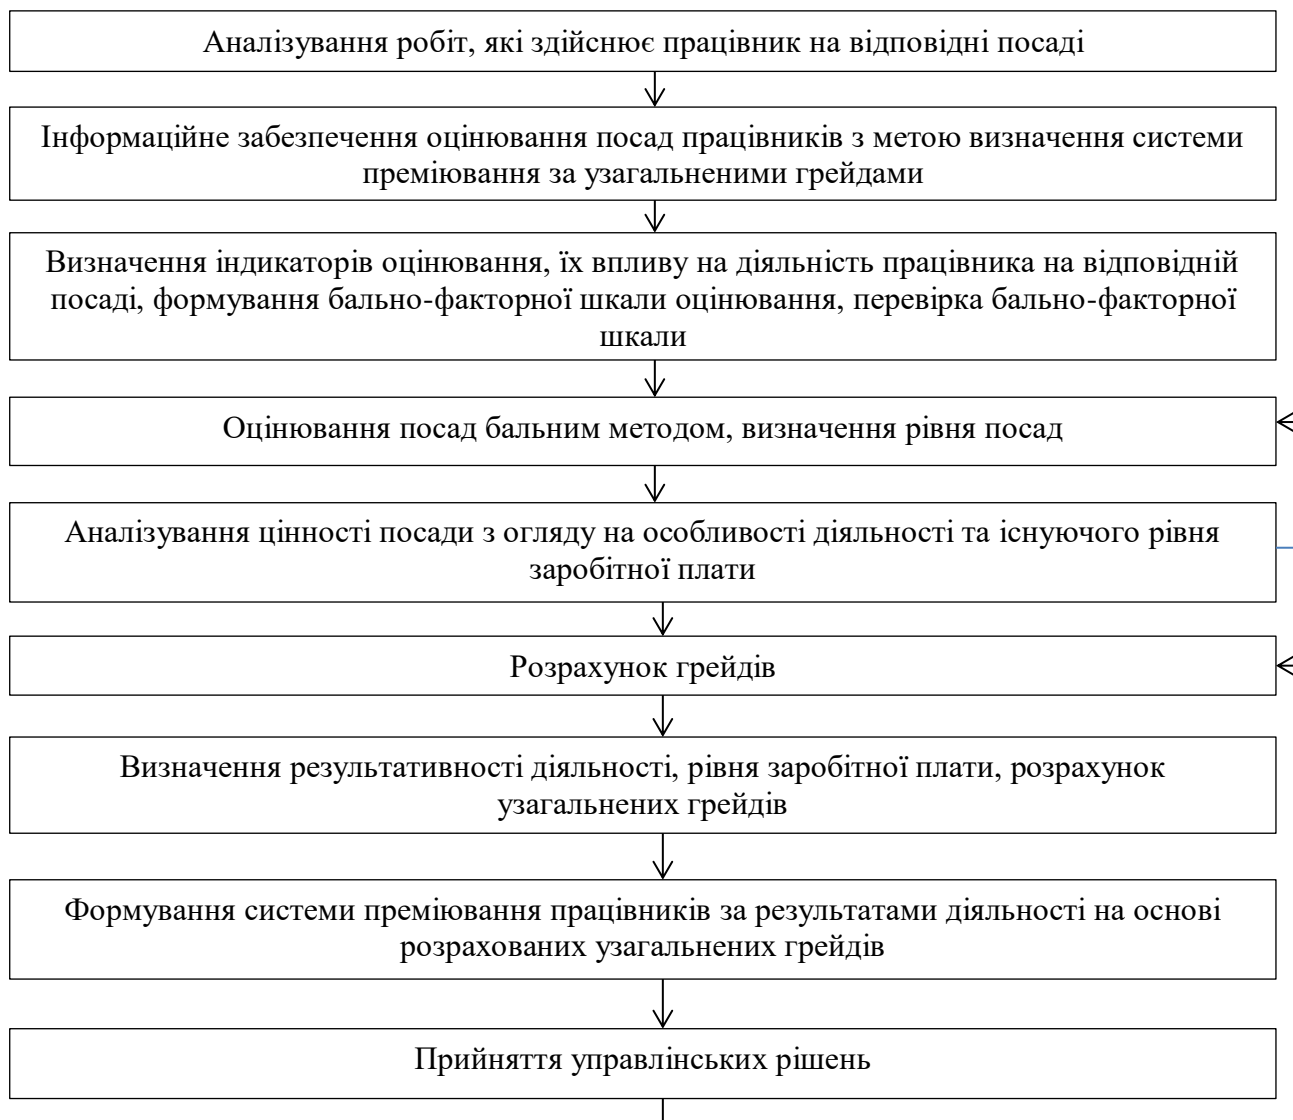 Аналізування робіт, які здійснює працівник на відповідні посаді
Інформаційне забезпечення оцінювання посад працівників з метою визначення системи
преміювання за узагальненими грейдами
Визначення індикаторів оцінювання, їх впливу на діяльність працівника на відповідній
посаді, формування бально-факторної шкали оцінювання, перевірка бально-факторної
шкали
Оцінювання посад бальним методом, визначення рівня посад
Аналізування цінності посади з огляду на особливості діяльності та існуючого рівня
заробітної плати
Розрахунок грейдів
Визначення результативності діяльності, рівня заробітної плати, розрахунок
узагальнених грейдів
Формування системи преміювання працівників за результатами діяльності на основі
розрахованих узагальнених грейдів
Прийняття управлінських рішень